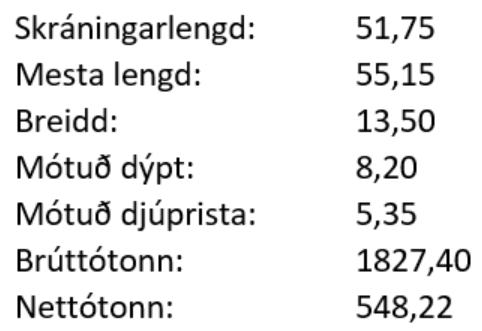 Skráningarlengd: 51,75
Mesta lengd: 55,15
Breidd: 13,50
Mótuð dýpt: 8,20
Mótuð djúprista: 5,35
Brúttótonn: 1827,40
Nettótonn: 548,22